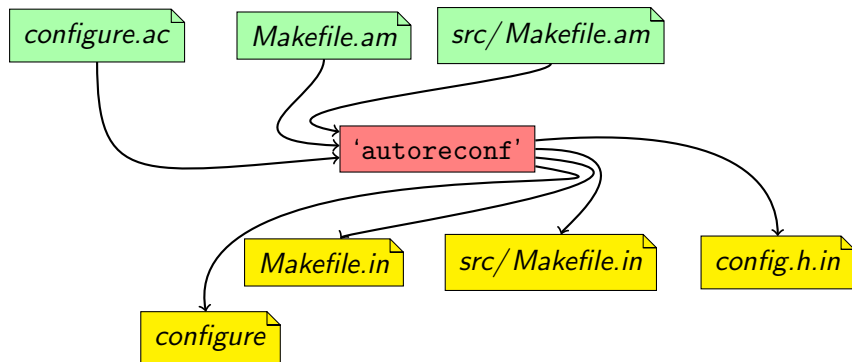 configure.ac
Makefile.am
src/Makefile.am
‘autoreconf’
Makefile.in
src/Makefile.in
config.h.in
configure